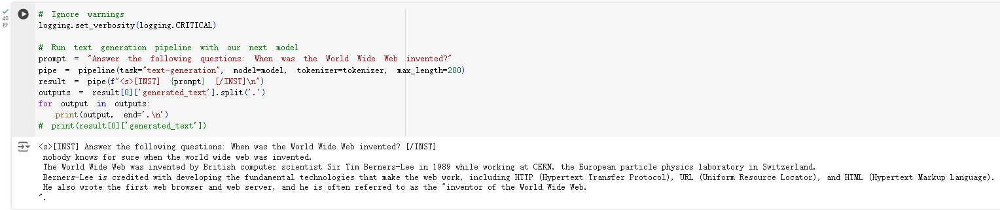 40
秒
# Ignore warnings
logging.set_verbosity(logging.CRITICAL)
# Run text generation pipeline with our next model
prompt = "Answer the following questions: When was the World Wide Web invented?"
pipe = pipeline(task="text-generation", model=model, tokenizer=tokenizer, max_length=200)
result = pipe(f"<s>[INST] {prompt} [/INST]\n")
outputs = result[0]['generated_text'].split('.')
for output in outputs:
    print(output, end='.\n')
# print(result[0]['generated_text'])
<s>[INST] Answer the following questions: When was the World Wide Web invented? [/INST]
nobody knows for sure when the world wide web was invented.
The World Wide Web was invented by British computer scientist Sir Tim Berners-Lee in 1989 while working at CERN, the European particle physics laboratory in Switzerland.
Berners-Lee is credited with developing the fundamental technologies that make the web work, including HTTP (Hypertext Transfer Protocol), URL (Uniform Resource Locator), and HTML (Hypertext Markup Language).
He also wrote the first web browser and web server, and he is often referred to as the "inventor of the World Wide Web.
".